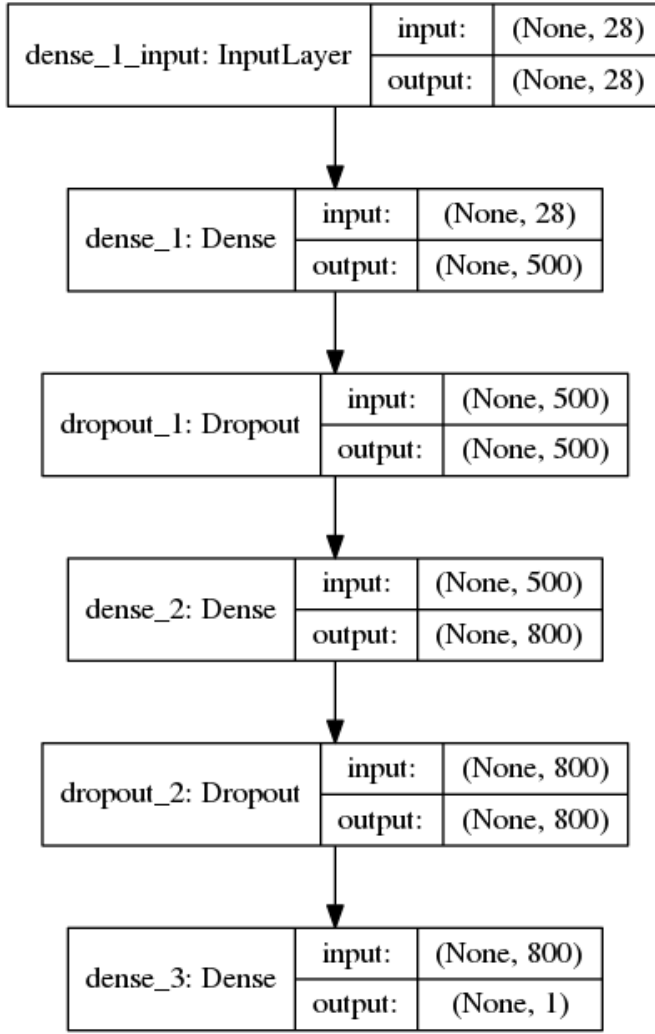 dense_1_input: InputLayer
input: (None, 28)
output: (None, 28)
dense_1: Dense
input: (None, 28)
output: (None, 500)
dropout_1: Dropout
input: (None, 500)
output: (None, 500)
dense_2: Dense
input: (None, 500)
output: (None, 800)
dropout_2: Dropout
input: (None, 800)
output: (None, 800)
dense_3: Dense
input: (None, 800)
output: (None, 1)